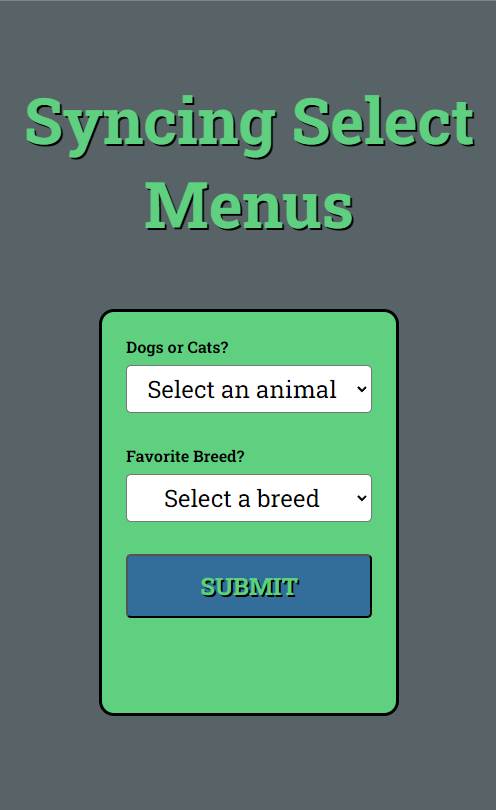 Syncing Select
Menus
Dogs or Cats?
Select an animal
Favorite Breed?
Select a breed
SUBMIT